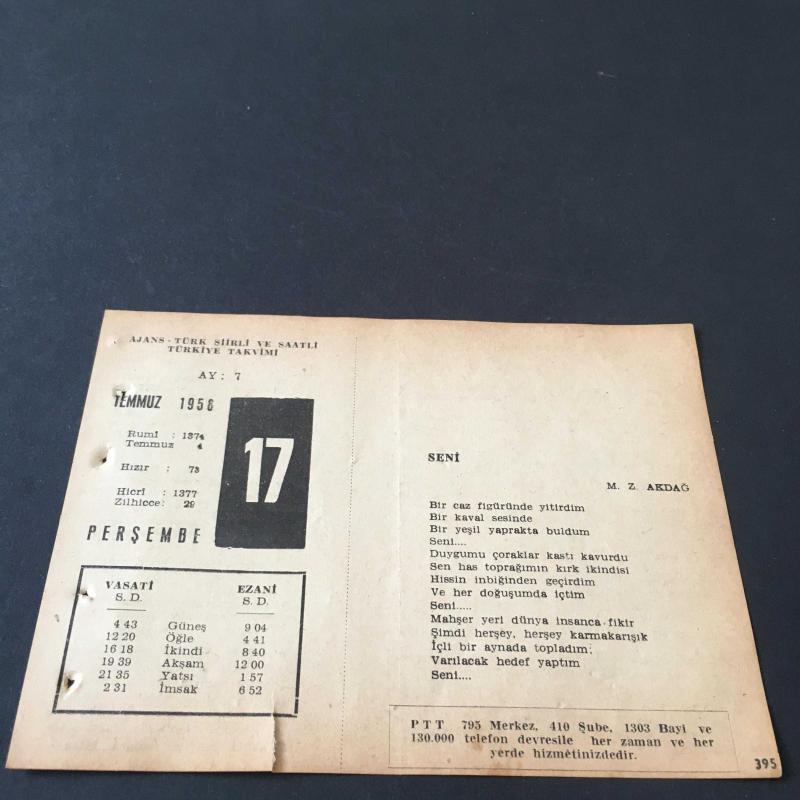 AJANS - TÜRK ŞİİRLİ VE SAATLİ
TÜRKİYE TAKVİMİ
AY : 7
TEMMUZ 1958
Rumî : 1374
Temmuz 4
Hızır : 73
Hicrî : 1377
Zilhicce: 29
17
PERŞEMBE
VASATİ EZANİ
S. D. S. D.
4 43 Güneş 9 04
12 20 Öğle 4 41
16 18 İkindi 8 40
19 39 Akşam 12 00
21 35 Yatsı 1 57
2 31 İmsak 6 52
SENİ
M. Z. AKDAĞ
Bir caz figüründe yitirdim
Bir kaval sesinde
Bir yeşil yaprakta buldum
Seni....
Duygumu çoraklar kastı kavurdu
Sen has toprağımın kırk ikindisi
Hissin inbiğinden geçirdim
Ve her doğuşumda içtim
Seni.....
Mahşer yeri dünya insanca fikir
Şimdi herşey, herşey karmakarışık
İçli bir aynada topladım;
Varılacak hedef yaptım
Seni....
PTT 795 Merkez, 410 Şube, 1303 Bayi ve
130.000 telefon devresile her zaman ve her
yerde hizmetinizdedir.
395